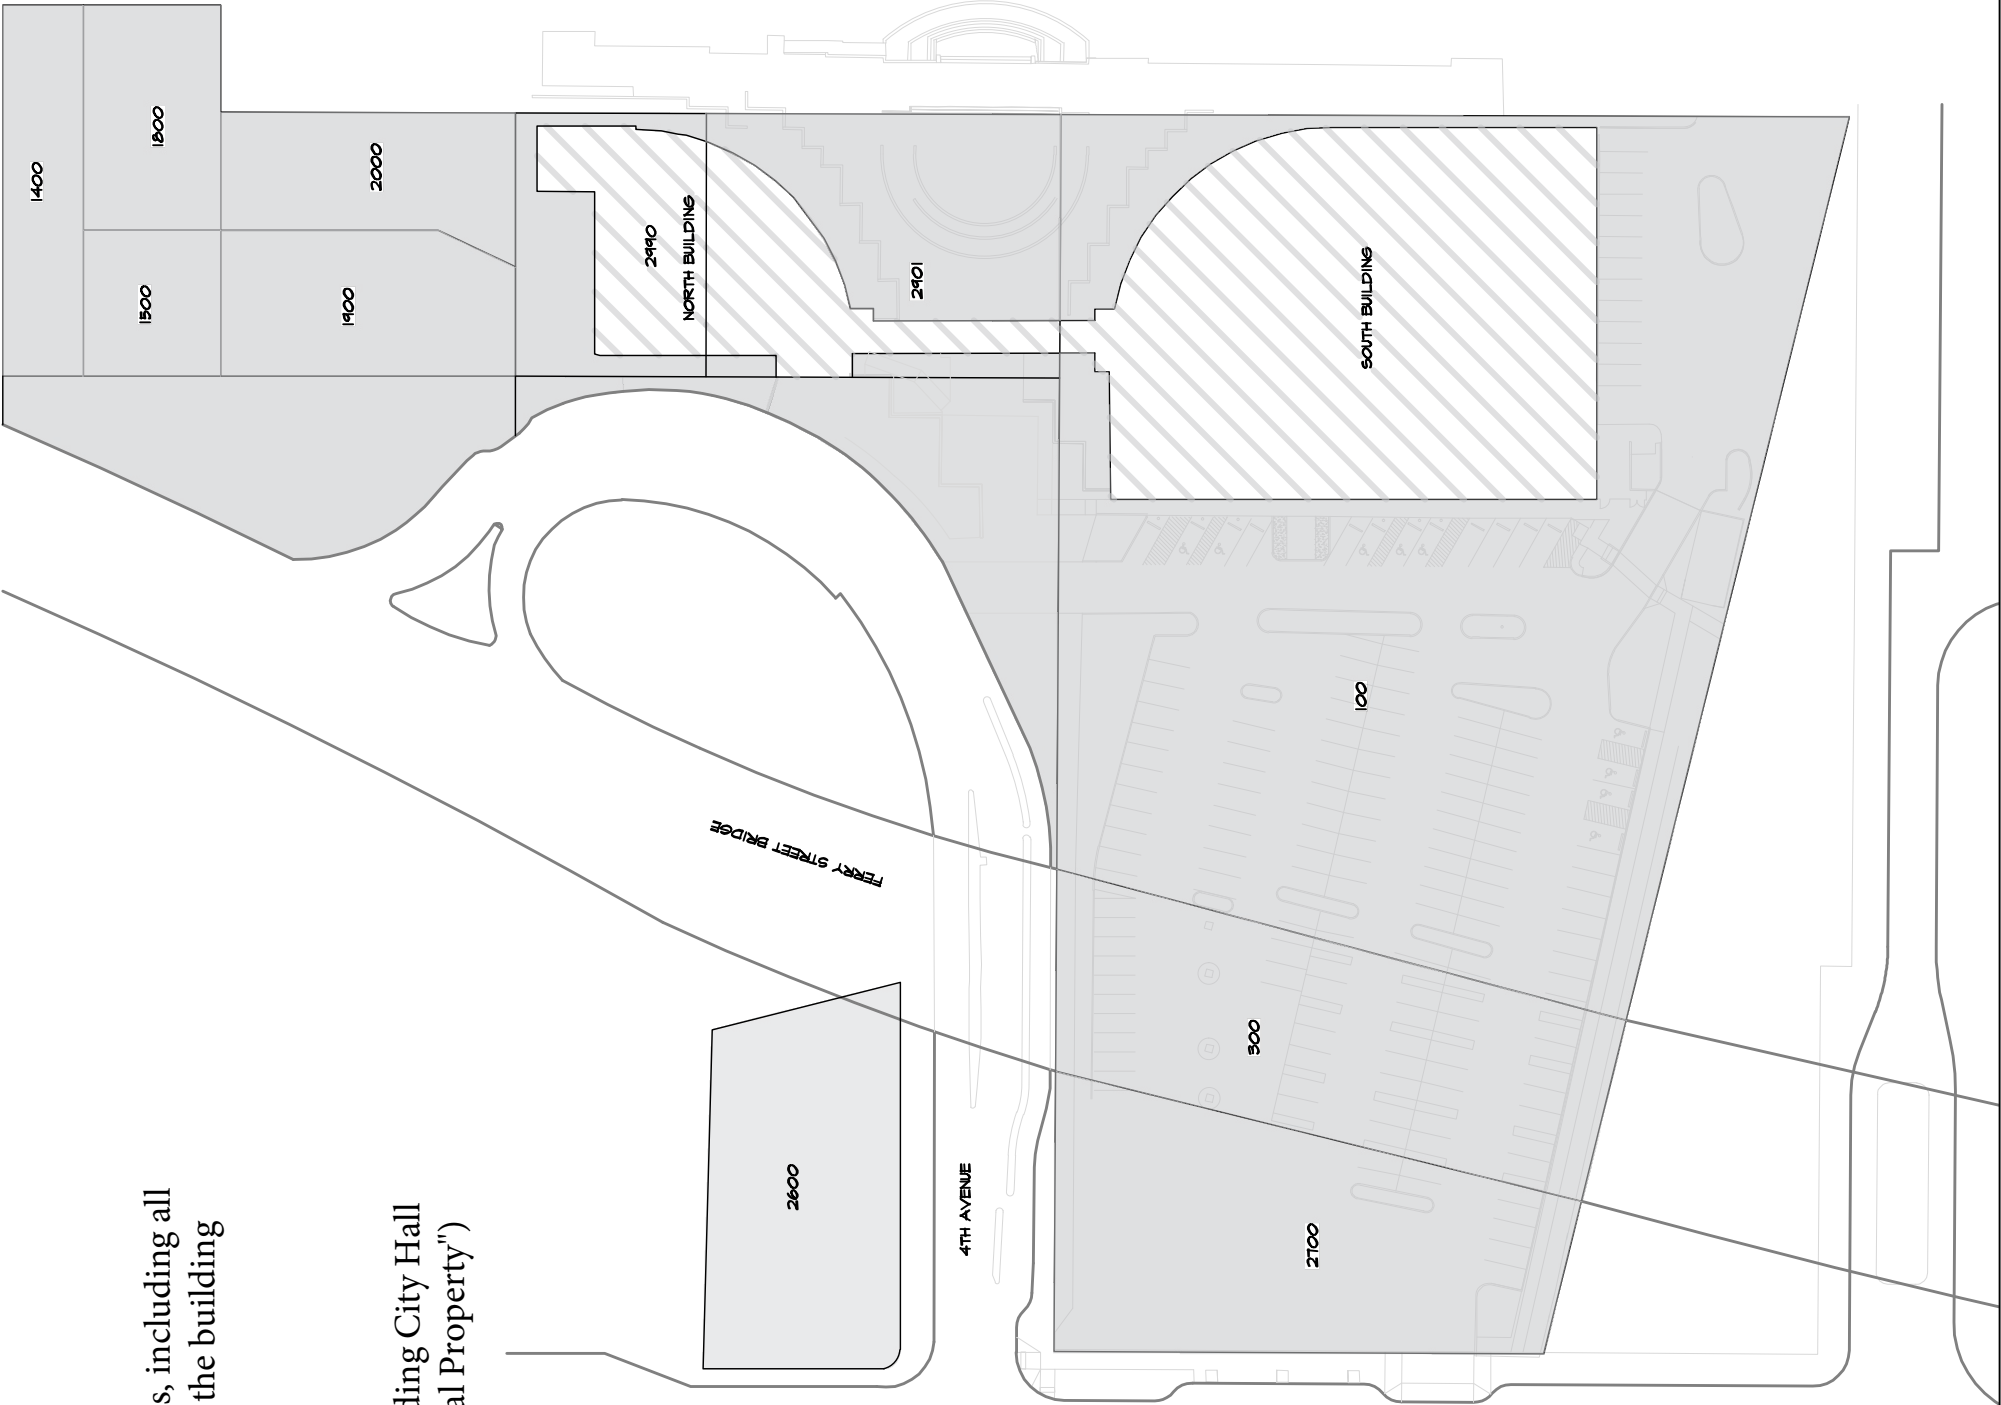 s, including all
the building
ding City Hall
al Property")
1400
1800
1500
2000
1900
2990
NORTH BUILDING
2901
SOUTH BUILDING
100
FERRY STREET BRIDGE
300
2600
4TH AVENUE
2700